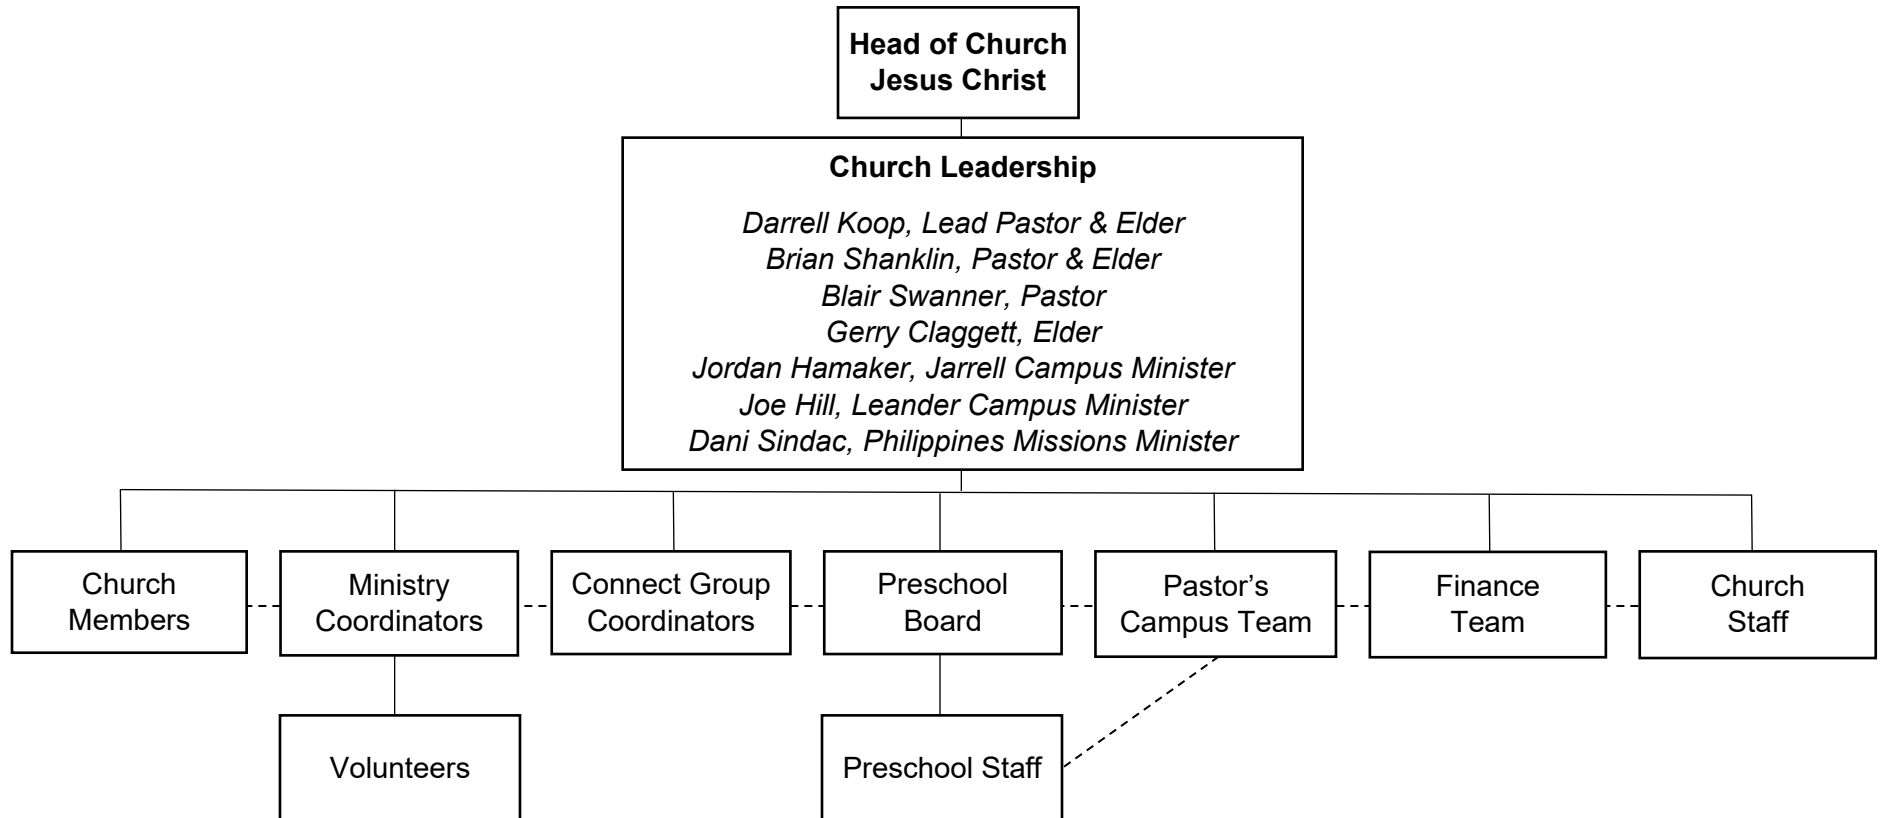 Head of Church
Jesus Christ
Church Leadership
Darrell Koop, Lead Pastor & Elder
Brian Shanklin, Pastor & Elder
Blair Swanner, Pastor
Gerry Claggett, Elder
Jordan Hamaker, Jarrell Campus Minister
Joe Hill, Leander Campus Minister
Dani Sindac, Philippines Missions Minister
Church
Members
Ministry
Coordinators
Connect Group
Coordinators
Preschool
Board
Pastor’s
Campus Team
Finance
Team
Church
Staff
Volunteers
Preschool Staff